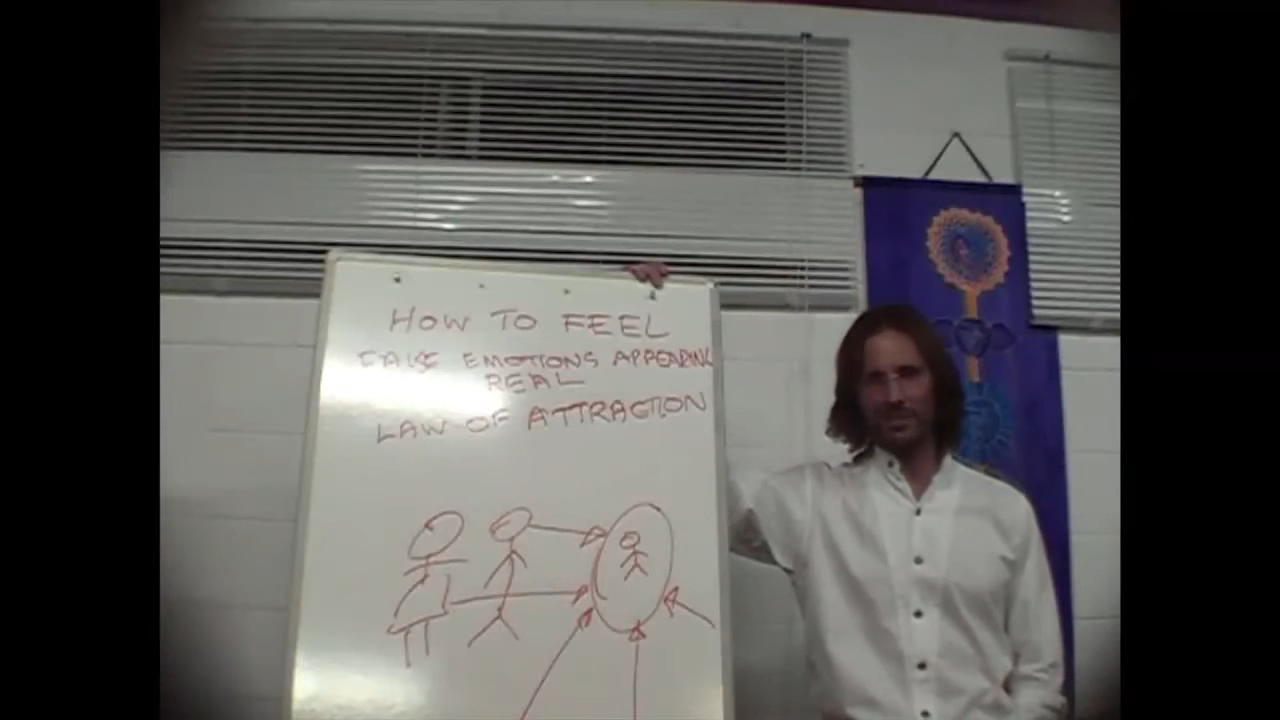 HOW TO FEEL
FALSE EMOTIONS APPEARING
REAL
LAW OF ATTRACTION